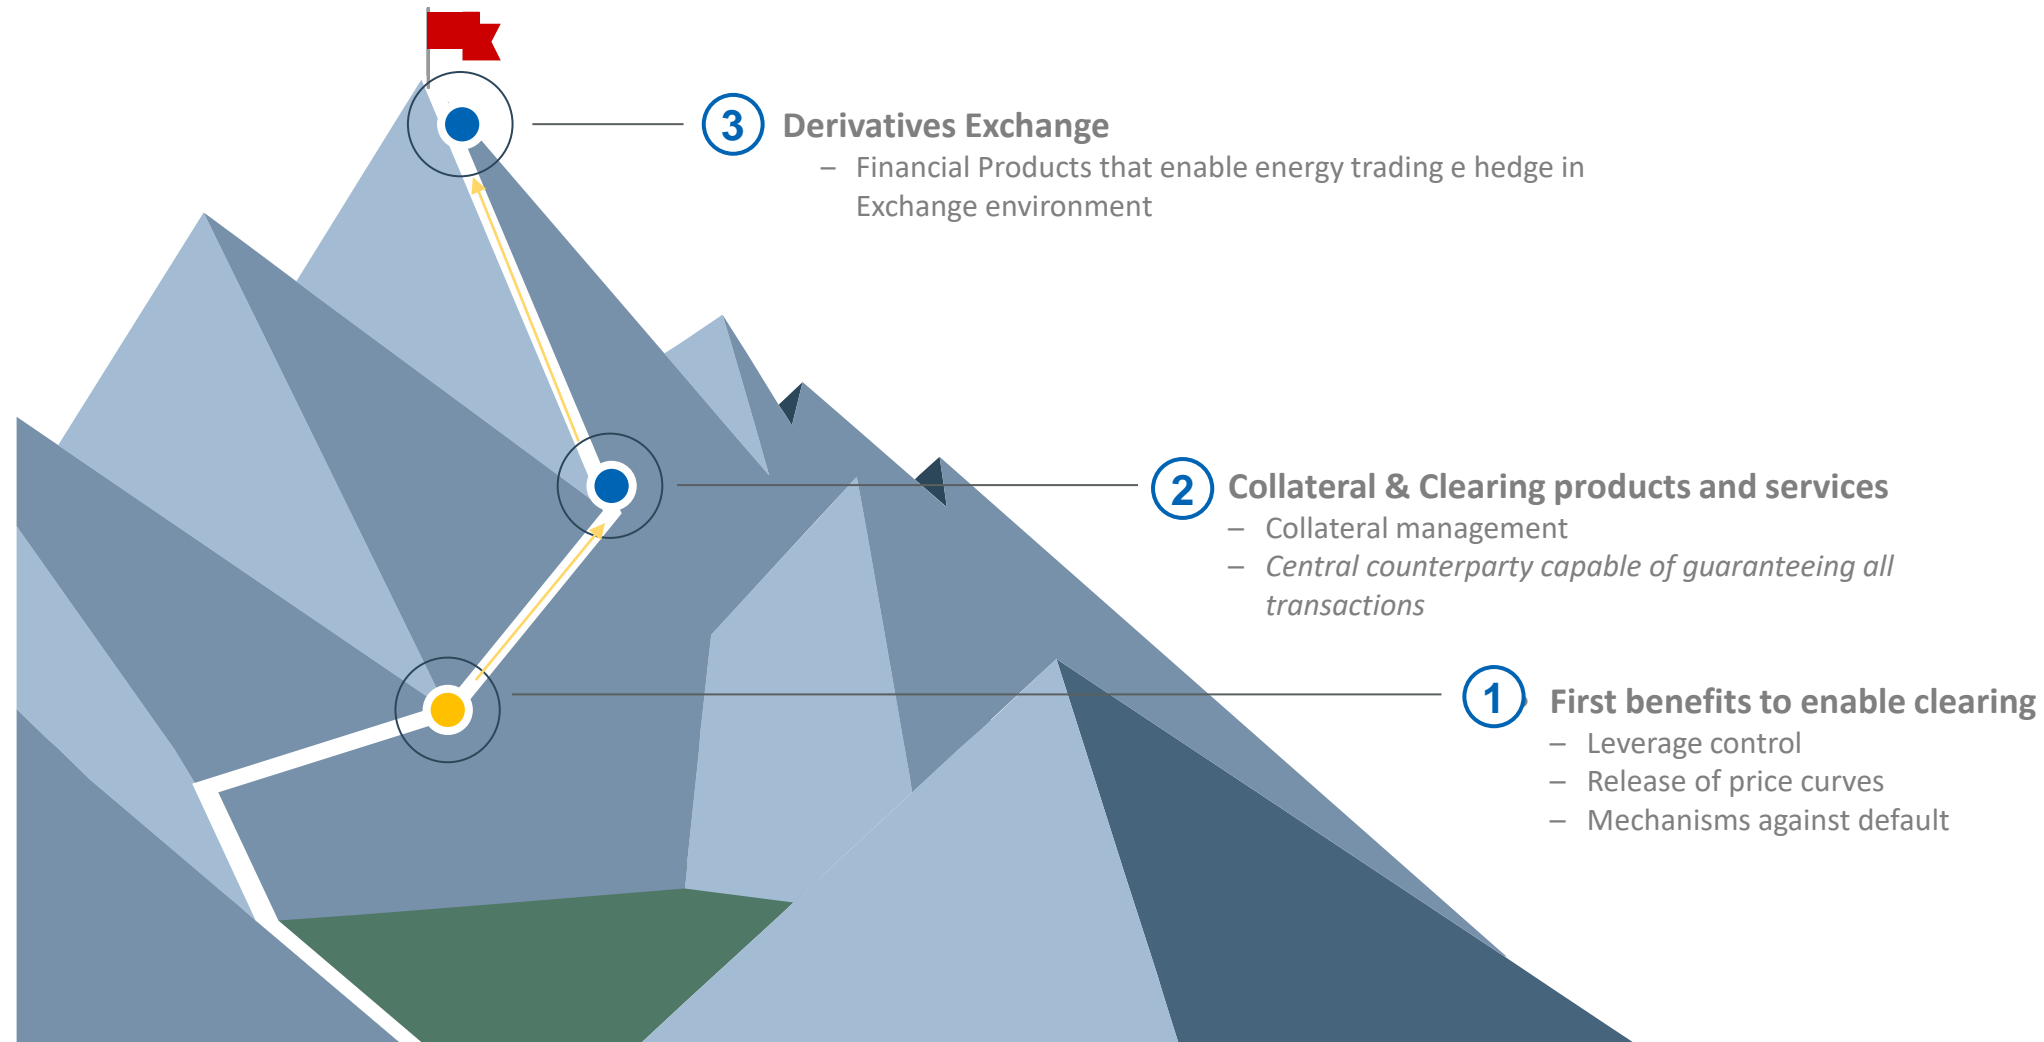 3 Derivatives Exchange
– Financial Products that enable energy trading e hedge in
Exchange environment
2 Collateral & Clearing products and services
– Collateral management
– Central counterparty capable of guaranteeing all
transactions
1 First benefits to enable clearing
– Leverage control
– Release of price curves
– Mechanisms against default